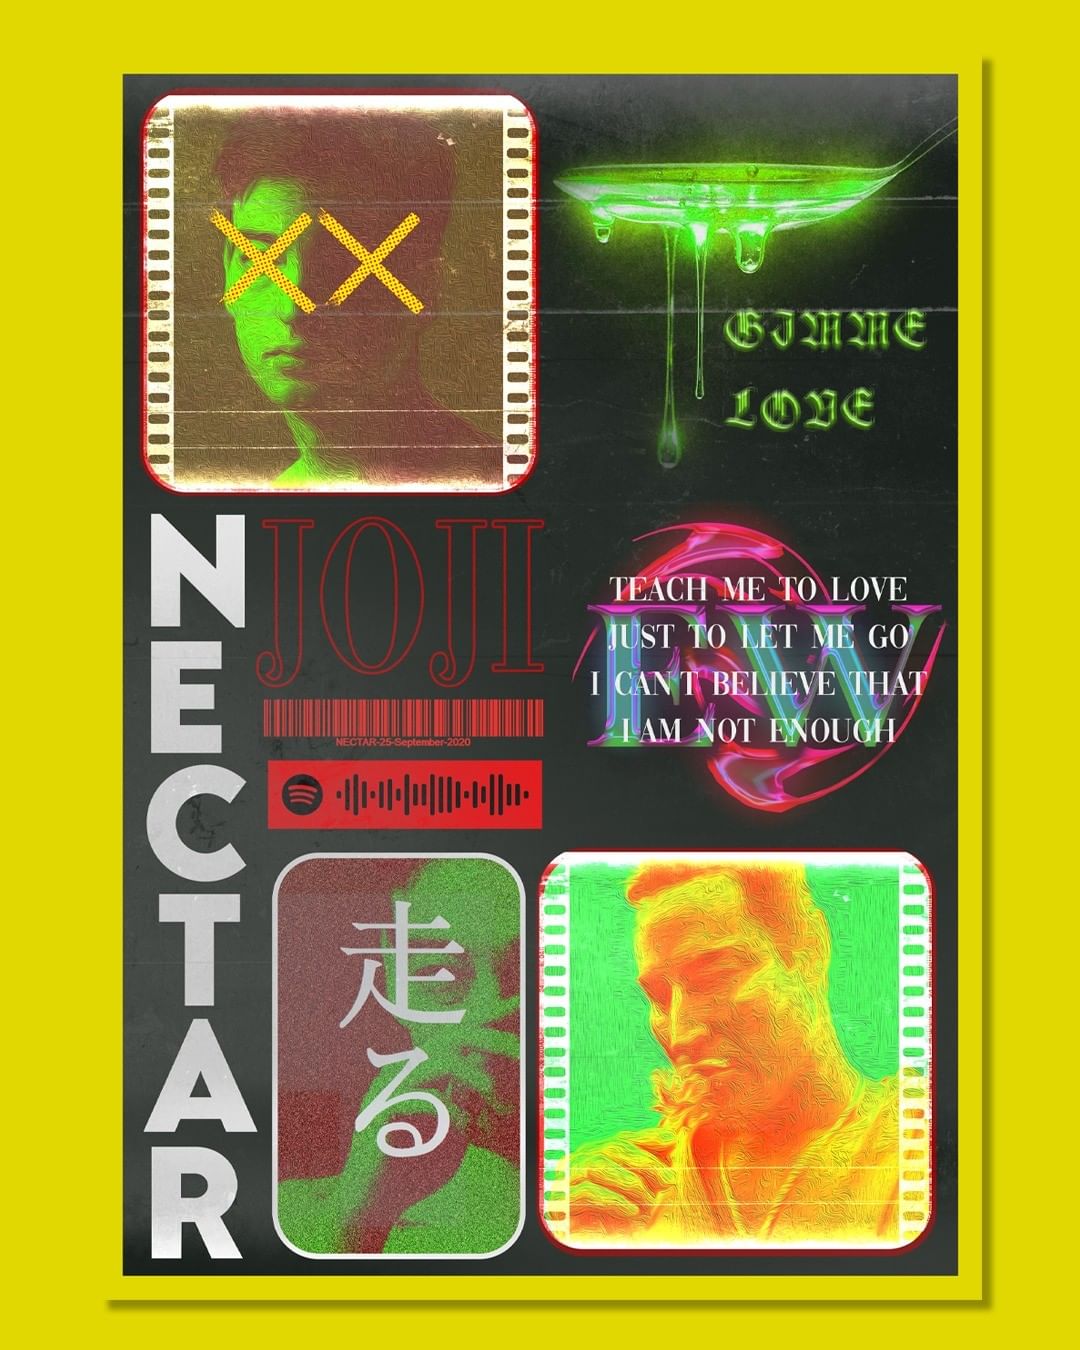 GIMME
LOVE
NECTAR
JOJI
NECTAR-25-September-2020
EW
TEACH ME TO LOVE
JUST TO LET ME GO
I CAN'T BELIEVE THAT
I AM NOT ENOUGH
走る